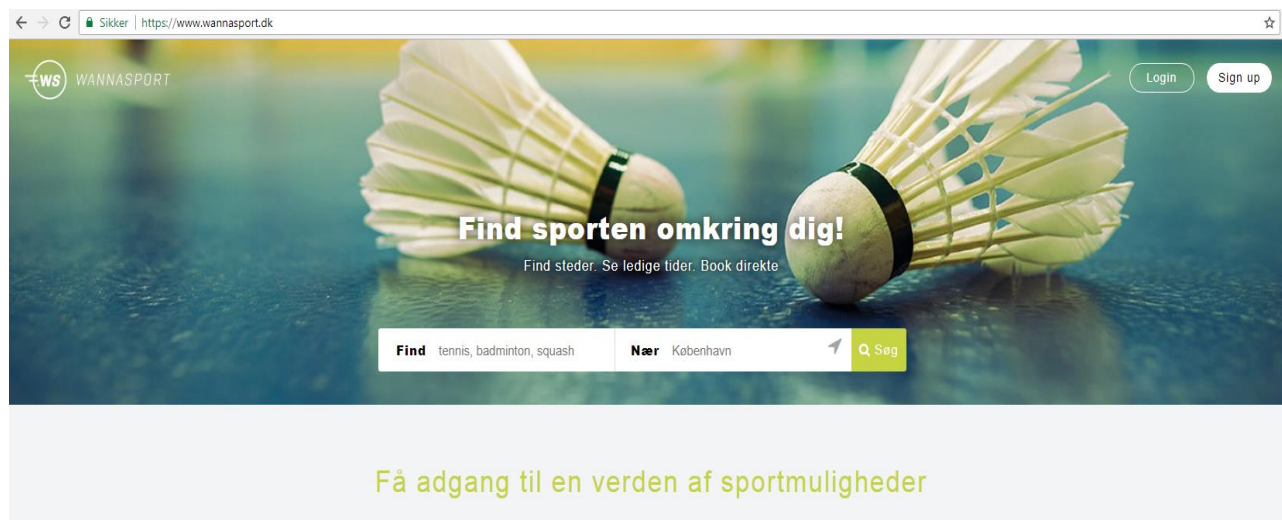 Sikker | https://www.wannasport.dk
WS WANNASPORT
Login Sign up
Find sporten omkring dig!
Find steder. Se ledige tider. Book direkte
Find tennis, badminton, squash Nær København Søg
Få adgang til en verden af sportmuligheder